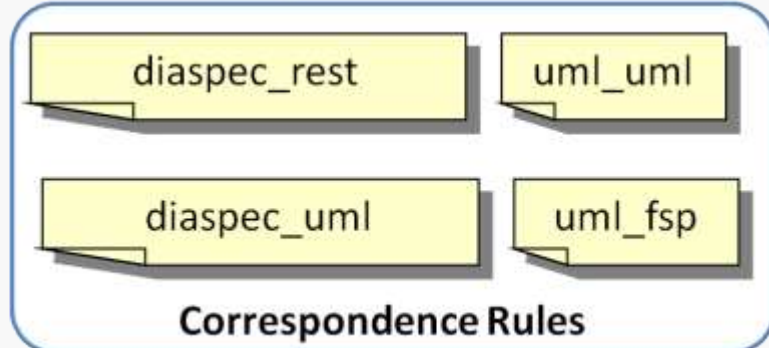 diaspec_rest
uml_uml
diaspec_uml
uml_fsp
Correspondence Rules